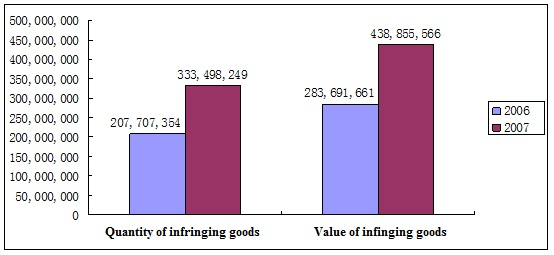 500, 000, 000
450, 000, 000
400, 000, 000
350, 000, 000
300, 000, 000
250, 000, 000
200, 000, 000
150, 000, 000
100, 000, 000
50, 000, 000
0
207, 707, 354
333, 498, 249
283, 691, 661
438, 855, 566
Quantity of infringing goods
Value of infinging goods
2006
2007